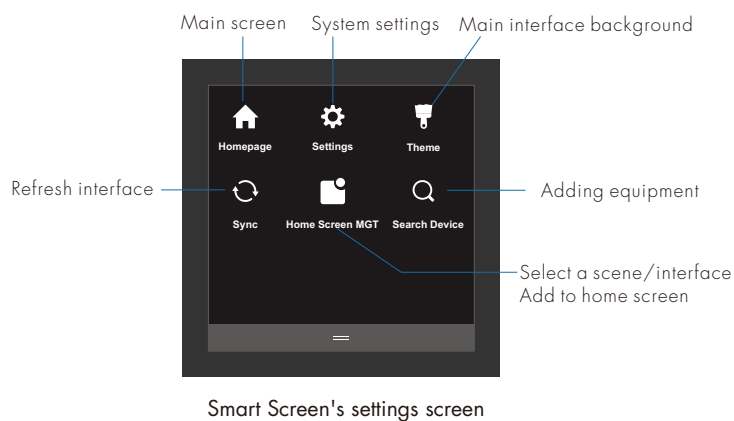 Main screen System settings Main interface background
Homepage Settings Theme
Refresh interface
Adding equipment
Sync Home Screen MGT Search Device
Select a scene/interface
Add to home screen
Smart Screen's settings screen